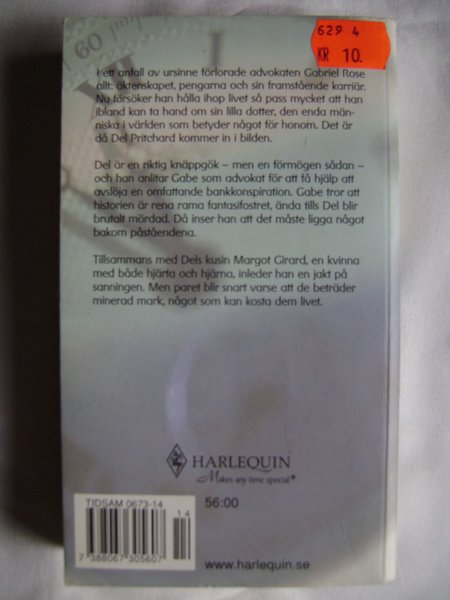 60
I
629 4
KR 10.
I ett anfall av ursinne förlorade advokaten Gabriel Rose
allt: äktenskapet, pengarna och sin framstående karriär.
Nu försöker han hålla ihop livet så pass mycket att han
ibland kan ta hand om sin lilla dotter, den enda män-
niska i världen som betyder något för honom. Det är
då Del Pritchard kommer in i bilden.
Del är en riktig knäppgök – men en förmögen sådan –
och han anlitar Gabe som advokat för att få hjälp att
avslöja en omfattande bankkonspiration. Gabe tror att
historien är rena rama fantasifostret, ända tills Del blir
brutalt mördad. Då inser han att det måste ligga något
bakom påståendena.
Tillsammans med Dels kusin Margot Girard, en kvinna
med både hjärta och hjärna, inleder han en jakt på
sanningen. Men paret blir snart varse att de beträder
minerad mark, något som kan kosta dem livet.
HARLEQUIN
Makes any time special
TIDSAM 0673-14
56:00
14
7 388067 305607
www.harlequin.se